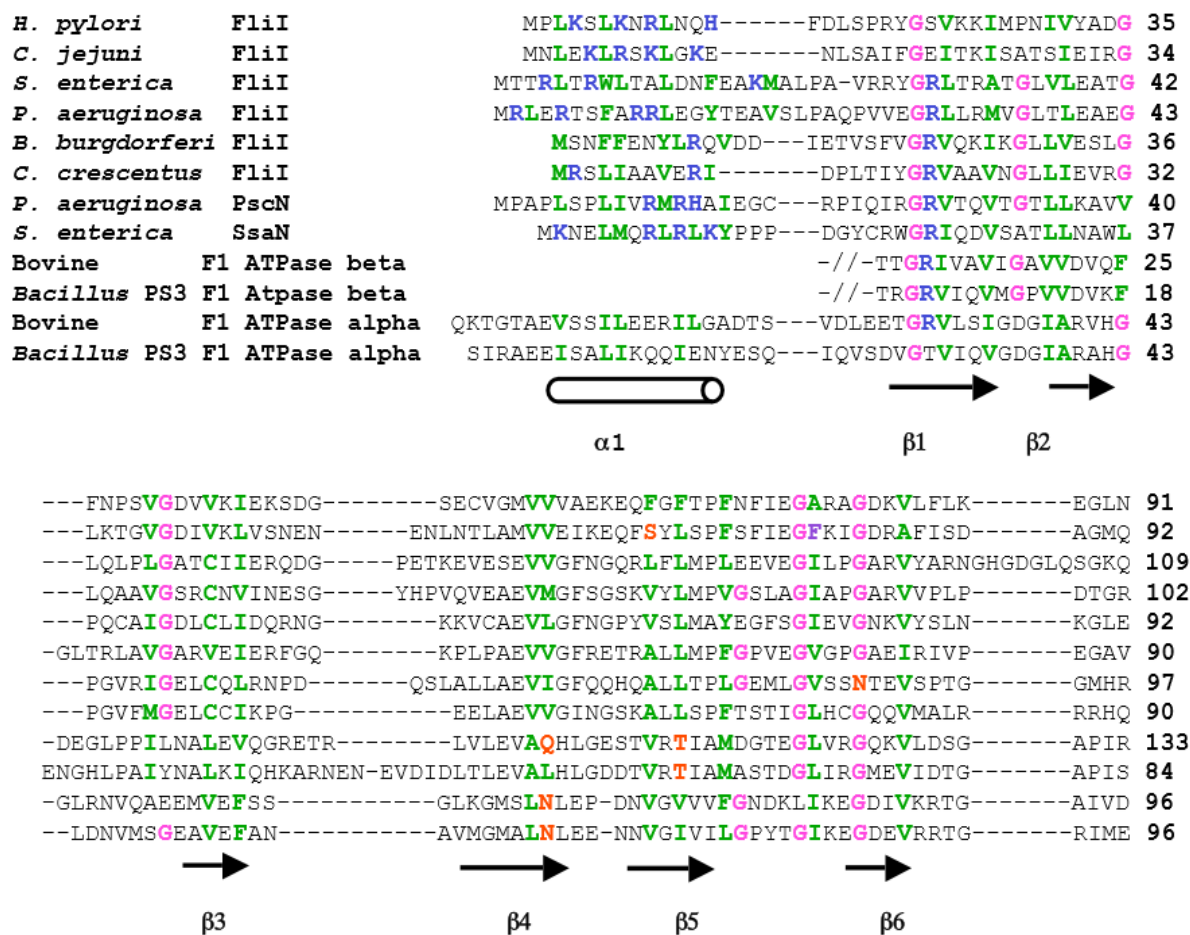 H. pylori FliI MPLKSLKNRLNQH------FDLSPRYGSVKKIMPNIVYADG 35
C. jejuni FliI MNLEKLRSKLGKE------NLSAIFGEITKISATSIEIRG 34
S. enterica FliI MTTRLTRWLTALDNFEAKMALPA-VRRYGRLTRATGLVLEATG 42
P. aeruginosa FliI MRLERTSFARRLEGYTEAVSLPAQPVVEGRLLRMVGLTLEAEG 43
B. burgdorferi FliI MSNFFENYLRQVDD---IETVSFVGRVQKIKGLLVESLG 36
C. crescentus FliI MRSLIAAVERI------DPLTIYGRVAAVNGLLIEVRG 32
P. aeruginosa PscN MPAPLSPLIVRMRHAIEGC---RPIQIRGRVTQVTGTLLKAVV 40
S. enterica SsaN MKNELMQRLRLKYPPP---DGYCRWGRIQDVSATLLNAWL 37
Bovine F1 ATPase beta -//-TTGRIVAVIGAVVDVQF 25
Bacillus PS3 F1 Atpase beta -//-TRGRVIQVMGPVVDVKF 18
Bovine F1 ATPase alpha QKTGTAEVSSILEERILGADTS---VDLEETGRVLSIGDGIARVHG 43
Bacillus PS3 F1 ATPase alpha SIRAEEISALIKQQIENYESQ---IQVSDVGTVIQVGDGIARAHG 43
α1 β1 β2
---FNPSVGDVVKIEKSDG--------SECVGMVVVAEKEQFGFTPFNFIEGARAGDKVLFLK-------EGLN 91
---LKTGVGDIVKLVSNEN--------ENLNTLAMVVEIKEQFSYLSPFSFIEGFKIGDRAFISD-----AGMQ 92
--LQLPLGATCIIERQDG------PETKEVESEVVGFNGQRLFLMPLEEVEGILPGARVYARNGHGDGLQSGKQ 109
--LQAAVGSRCNVINESG------YHPVQVEAEVMGFSGSKVYLMPVGSLAGIAPGARVVPLP------DTGR 102
---PQCAIGDLCLIDQRNG--------KKVCAEVLGFNGPYVSLMAYEGFSGIEVGNKVYSLN------KGLE 92
-GLTRLAVGARVEIERFGQ--------KPLPAEVVGFRETRALLMPFGPVEGVGPGAEIRIVP------EGAV 90
---PGVRIGELCQLRNPD-------QSLALLAEVIGFQQHQALLTPLGEMLGVSSNTEVSPTG------GMHR 97
---PGVFMGELCCIKPG---------EELAEVVGINGSKALLSPFTSTIGLHCGQQVMALR-------RRHQ 90
-DEGLPPILNALEVQGRETR-------LVLEVAQHLGESTVRTIAMDGTEGLVRGQKVLDSG------APIR 133
ENGHLPAIYNALKIQHKARNEN-EVDIDLTLEVALHLGDDTVRTIAMASTDGLIRGMEVIDTG------APIS 84
-GLRNVQAEEMVEFSS----------GLKGMSLNLEP-DNVGVVVFGNDKLIKEGDIVKRTG-------AIVD 96
--LDNVMSGEAVEFAN----------AVMGMALNLEE-NNVGIVILGPYTGIKEGDEVRRTG-------RIME 96
β3 β4 β5 β6